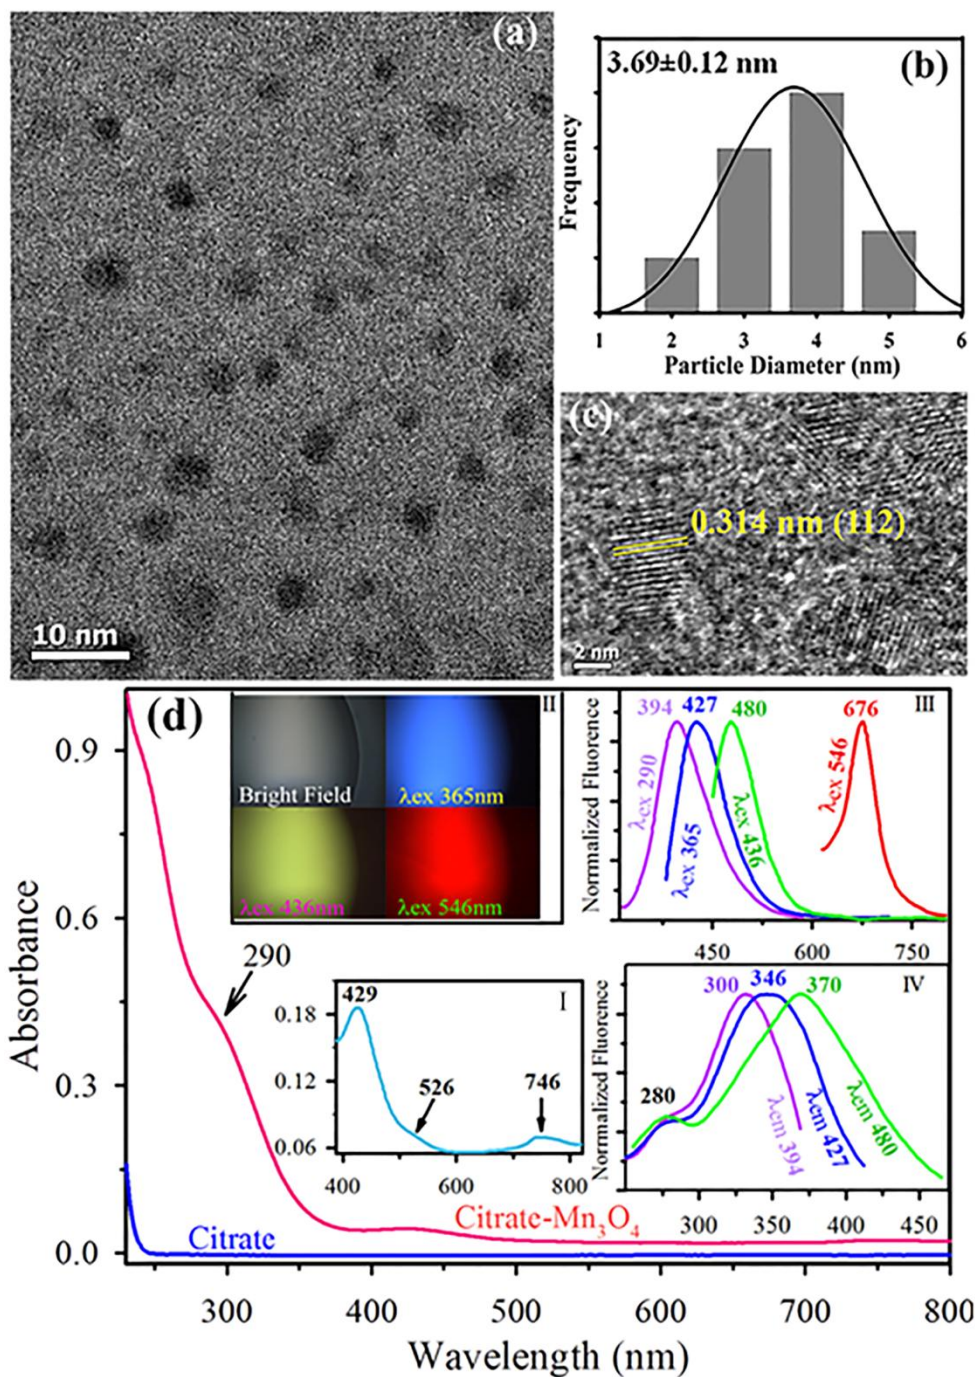 (a)
10 nm
3.69±0.12 nm
(b)
Frequency
1 2 3 4 5 6
Particle Diameter (nm)
(c)
0.314 nm (112)
2 nm
(d)
Absorbance
0.9
0.6
0.3
0.0
290
Citrate
Citrate-Mn₃O₄
300 400 500 600 700 800
Wavelength (nm)
II
Bright Field
λex 365nm
λex 436nm
λex 546nm
I
429
526
746
0.18
0.12
0.06
400 600 800
III
Normalized Fluorence
394 427 480 676
λex 290
λex 365
λex 436
λex 546
450 600 750
IV
Normalized Fluorence
280
300 346 370
λem 394
λem 427
λem 480
300 350 400 450